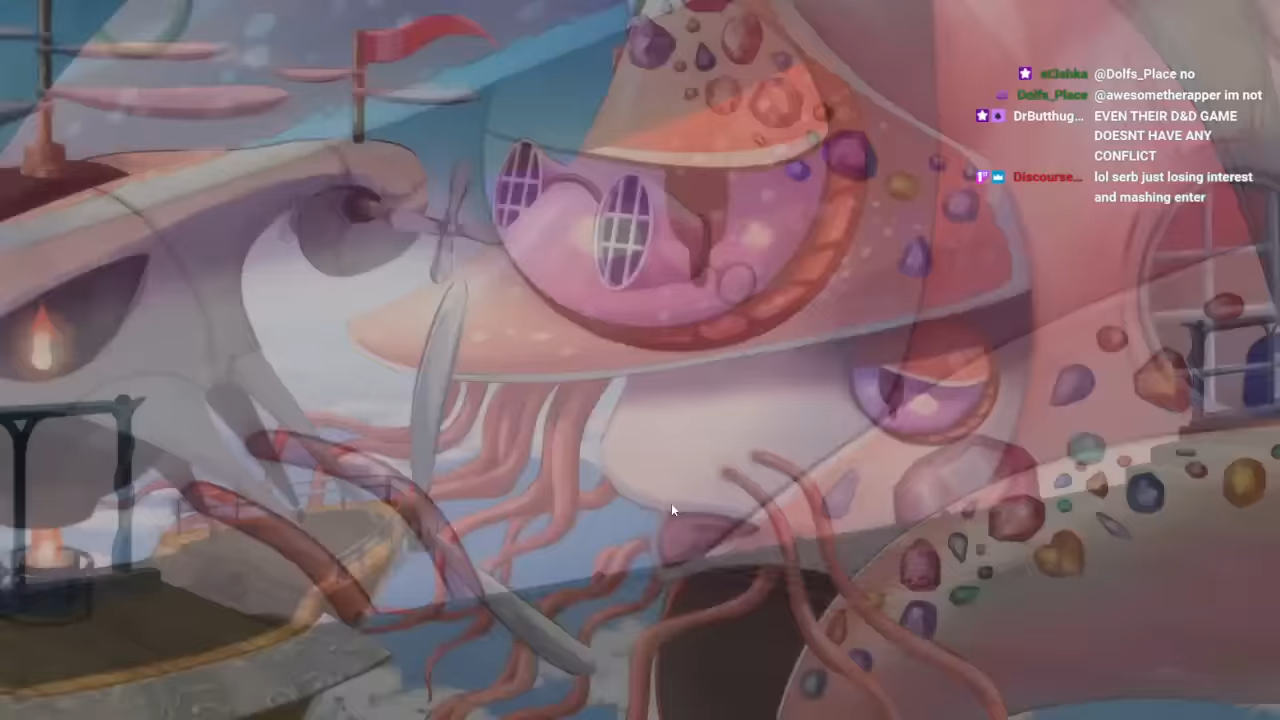 @Dolfs_Place no
Dolfs_Place @awesometherapper im not
DrButthug... EVEN THEIR D&D GAME
DOESNT HAVE ANY
CONFLICT
Discourse... lol serb just losing interest
and mashing enter